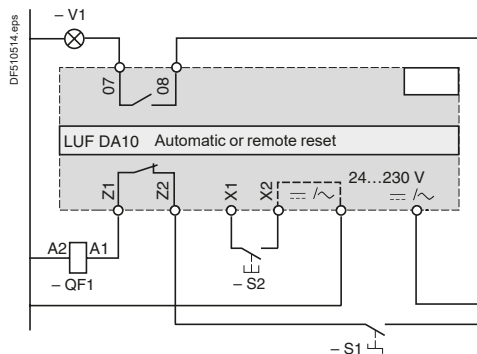 – V1
DF510514.eps
07
08
LUF DA10 Automatic or remote reset
Z1
Z2
X1
X2
24...230 V
A2
A1
– QF1
– S2
– S1